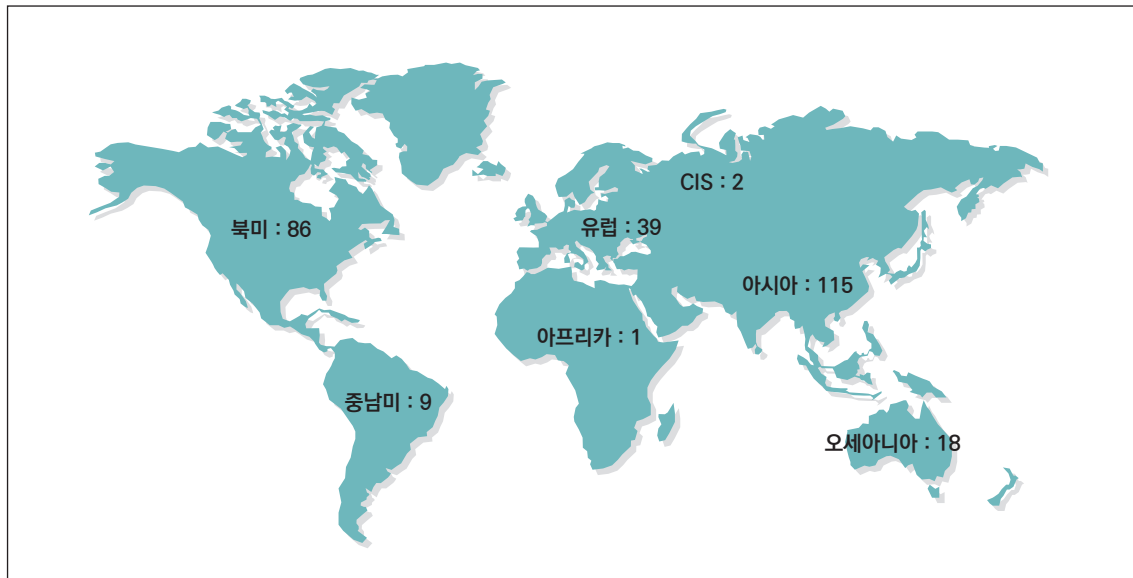 CIS : 2
북미 : 86
유럽 : 39
아시아 : 115
아프리카 : 1
중남미 : 9
오세아니아 : 18